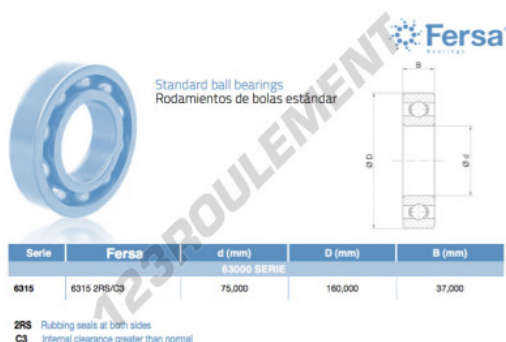 Fersa
Bearings
Standard ball bearings
Rodamientos de bolas estándar
B
Ø D
Ø d
Serie Fersa d (mm) D (mm) B (mm)
63000 SERIE
6315 6315 2RS/C3 75,000 160,000 37,000
2RS Rubbing seals at both sides
C3 Internal clearance greater than normal
123ROULEMENT